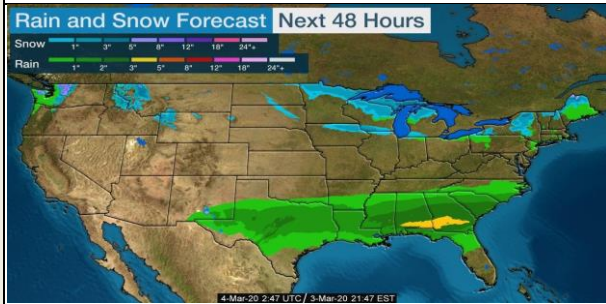 Rain and Snow Forecast Next 48 Hours
Snow 1" 3" 5" 8" 12" 18" 24"+
Rain 1" 2" 3" 5" 8" 12" 18" 24"+
4-Mar-20 2:47 UTC / 3-Mar-20 21:47 EST